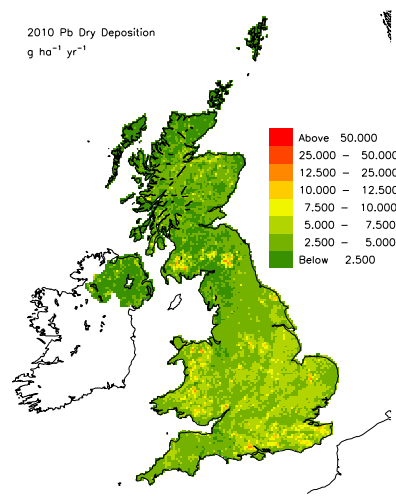 2010 Pb Dry Deposition
g ha⁻¹ yr⁻¹
Above 50.000
25.000 – 50.000
12.500 – 25.000
10.000 – 12.500
7.500 – 10.000
5.000 – 7.500
2.500 – 5.000
Below 2.500